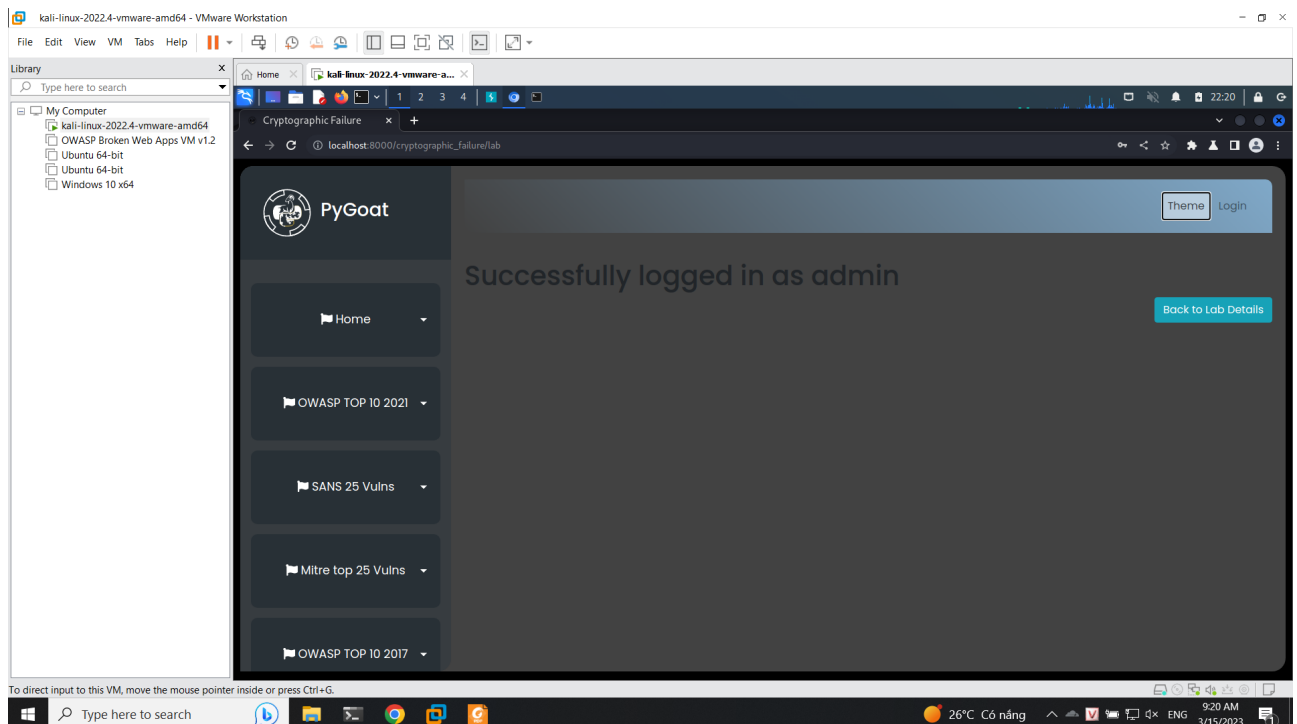 kali-linux-2022.4-vmware-amd64 - VMware Workstation
File Edit View VM Tabs Help
Library X
Type here to search
My Computer
kali-linux-2022.4-vmware-amd64
OWASP Broken Web Apps VM v1.2
Ubuntu 64-bit
Ubuntu 64-bit
Windows 10 x64
Home kali-linux-2022.4-vmware-a...
1 2 3 4 22:20
Cryptographic Failure
localhost:8000/cryptographic_failure/lab
PyGoat
Theme Login
Successfully logged in as admin
Back to Lab Details
Home
OWASP TOP 10 2021
SANS 25 Vulns
Mitre top 25 Vulns
OWASP TOP 10 2017
To direct input to this VM, move the mouse pointer inside or press Ctrl+G.
Type here to search
26°C Có nắng
ENG
9:20 AM
3/15/2023